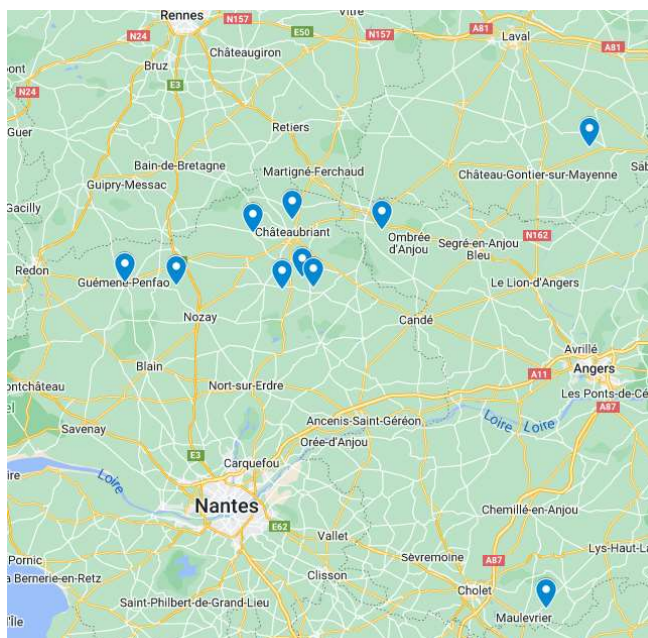 Rennes
N157
E50
Vitré
A81
Laval
N24
Châteaugiron
N157
A81
Bruz
N24
E3
Guer
Retiers
Bain-de-Bretagne
Martigné-Ferchaud
Château-Gontier-sur-Mayenne
Guipry-Messac
Gacilly
Châteaubriant
Ombrée
d'Anjou
Segré-en-Anjou
Bleu
N162
Redon
Guémené-Penfao
Le Lion-d'Angers
Nozay
Candé
Avrillé
Blain
Angers
Nort-sur-Erdre
A11
ontchâteau
Les Ponts-de-Cé
A87
Savenay
Ancenis-Saint-Géréon
Loire
Loire
Orée-d'Anjou
E3
Carquefou
Loire
Nantes
Chemillé-en-Anjou
E62
Vallet
Pornic
Sèvremoine
A87
Lys-Haut-La
a Bernerie-en-Retz
Clisson
Cholet
Saint-Philbert-de-Grand-Lieu
Maulevrier
l'Île